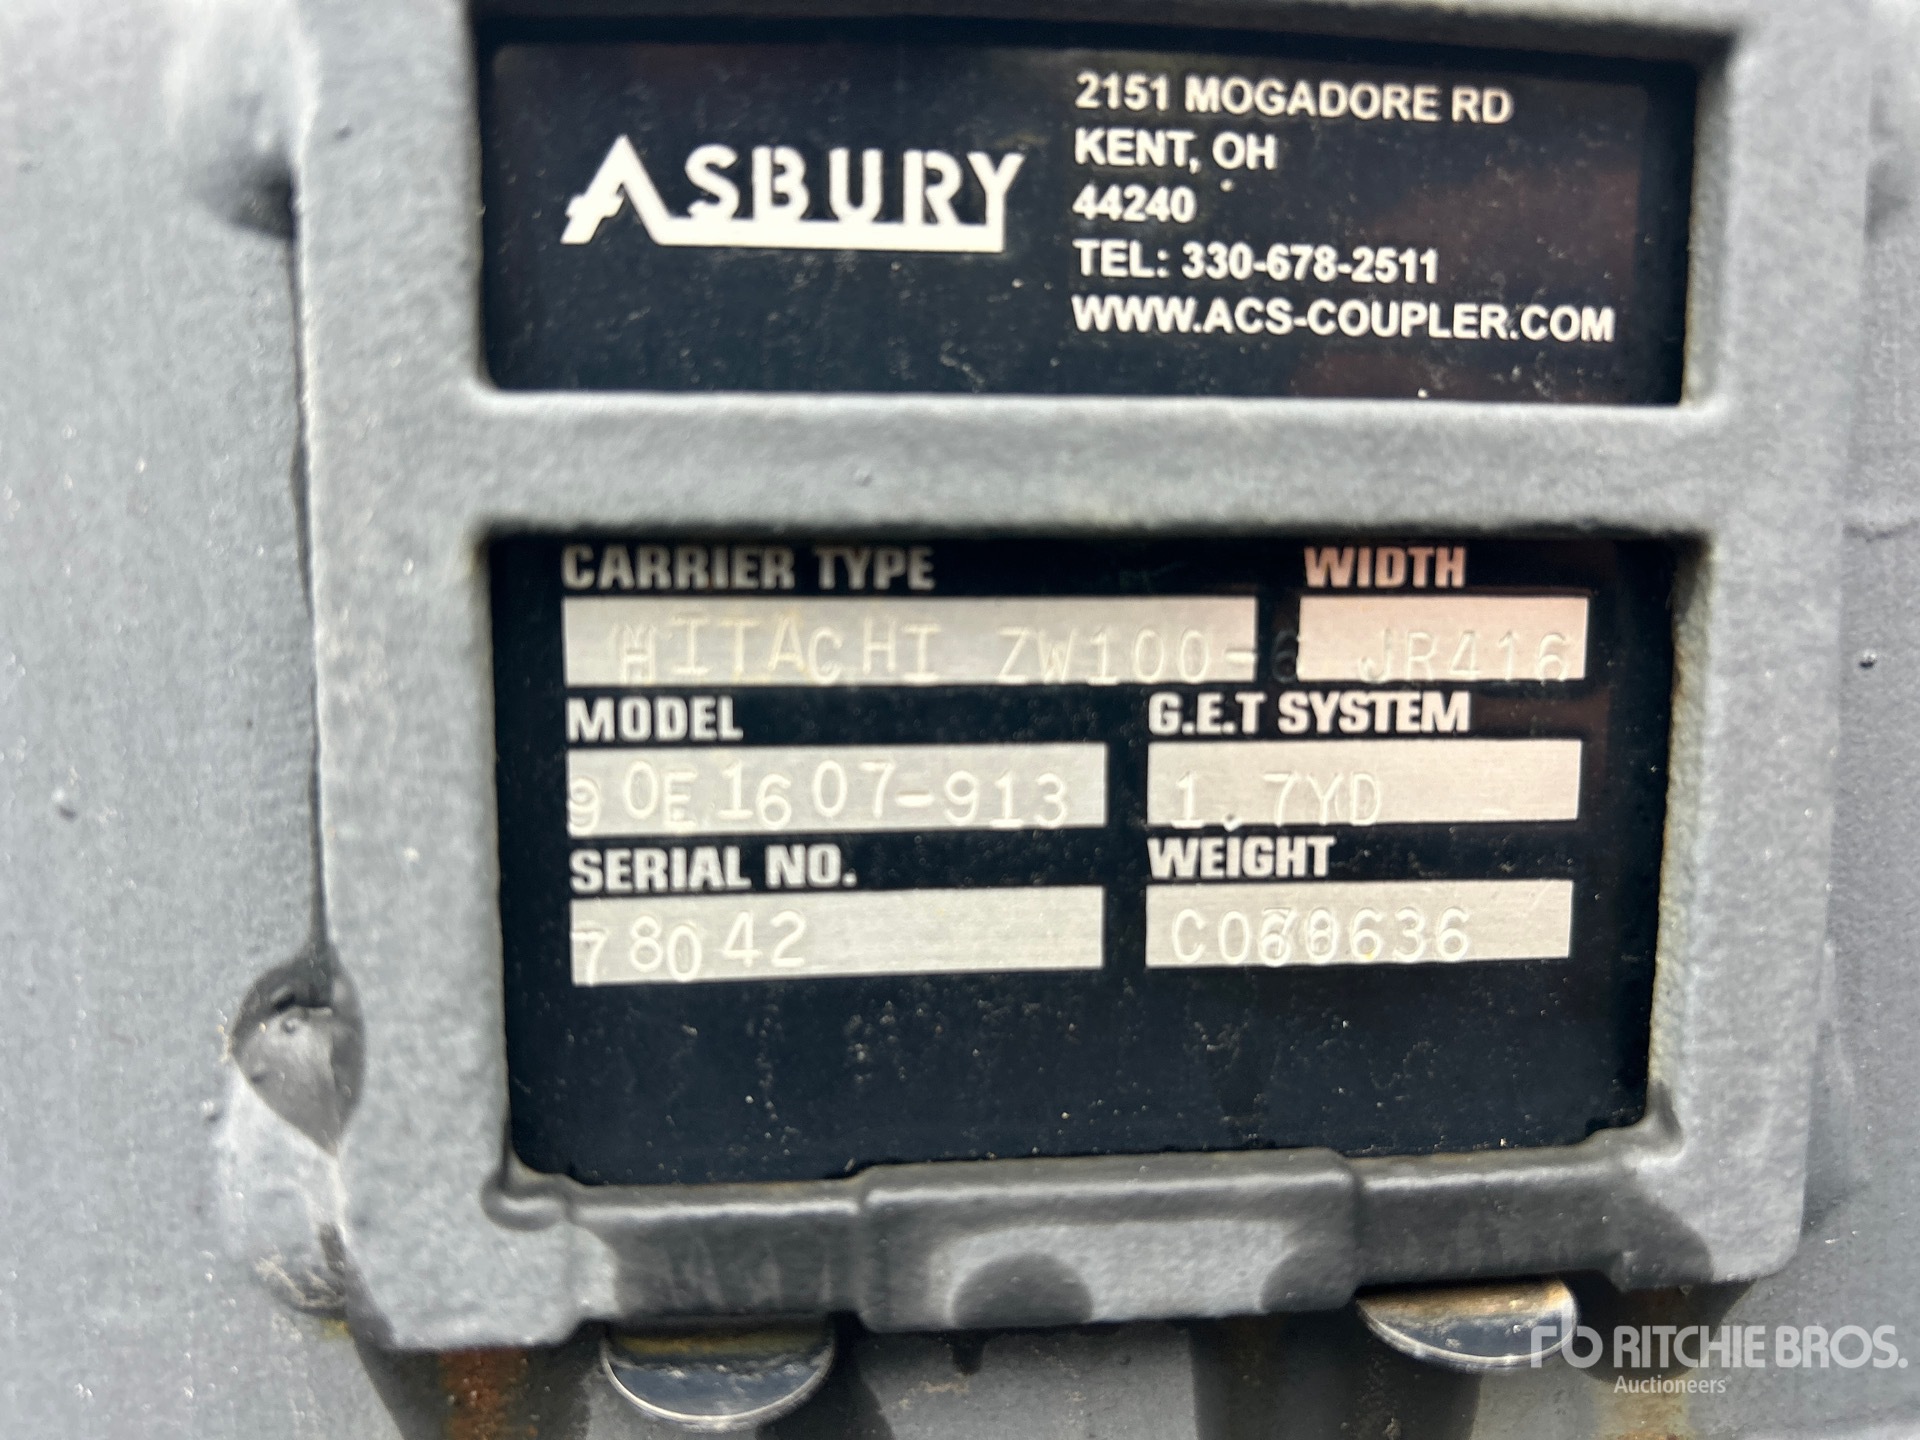 ASBURY
2151 MOGADORE RD
KENT, OH
44240
TEL: 330-678-2511
WWW.ACS-COUPLER.COM
CARRIER TYPE WIDTH
HITACHI ZW100-6 JR416
MODEL G.E.T SYSTEM
90E1607-913 1.7YD
SERIAL NO. WEIGHT
78042
RITCHIE BROS.
Auctioneers